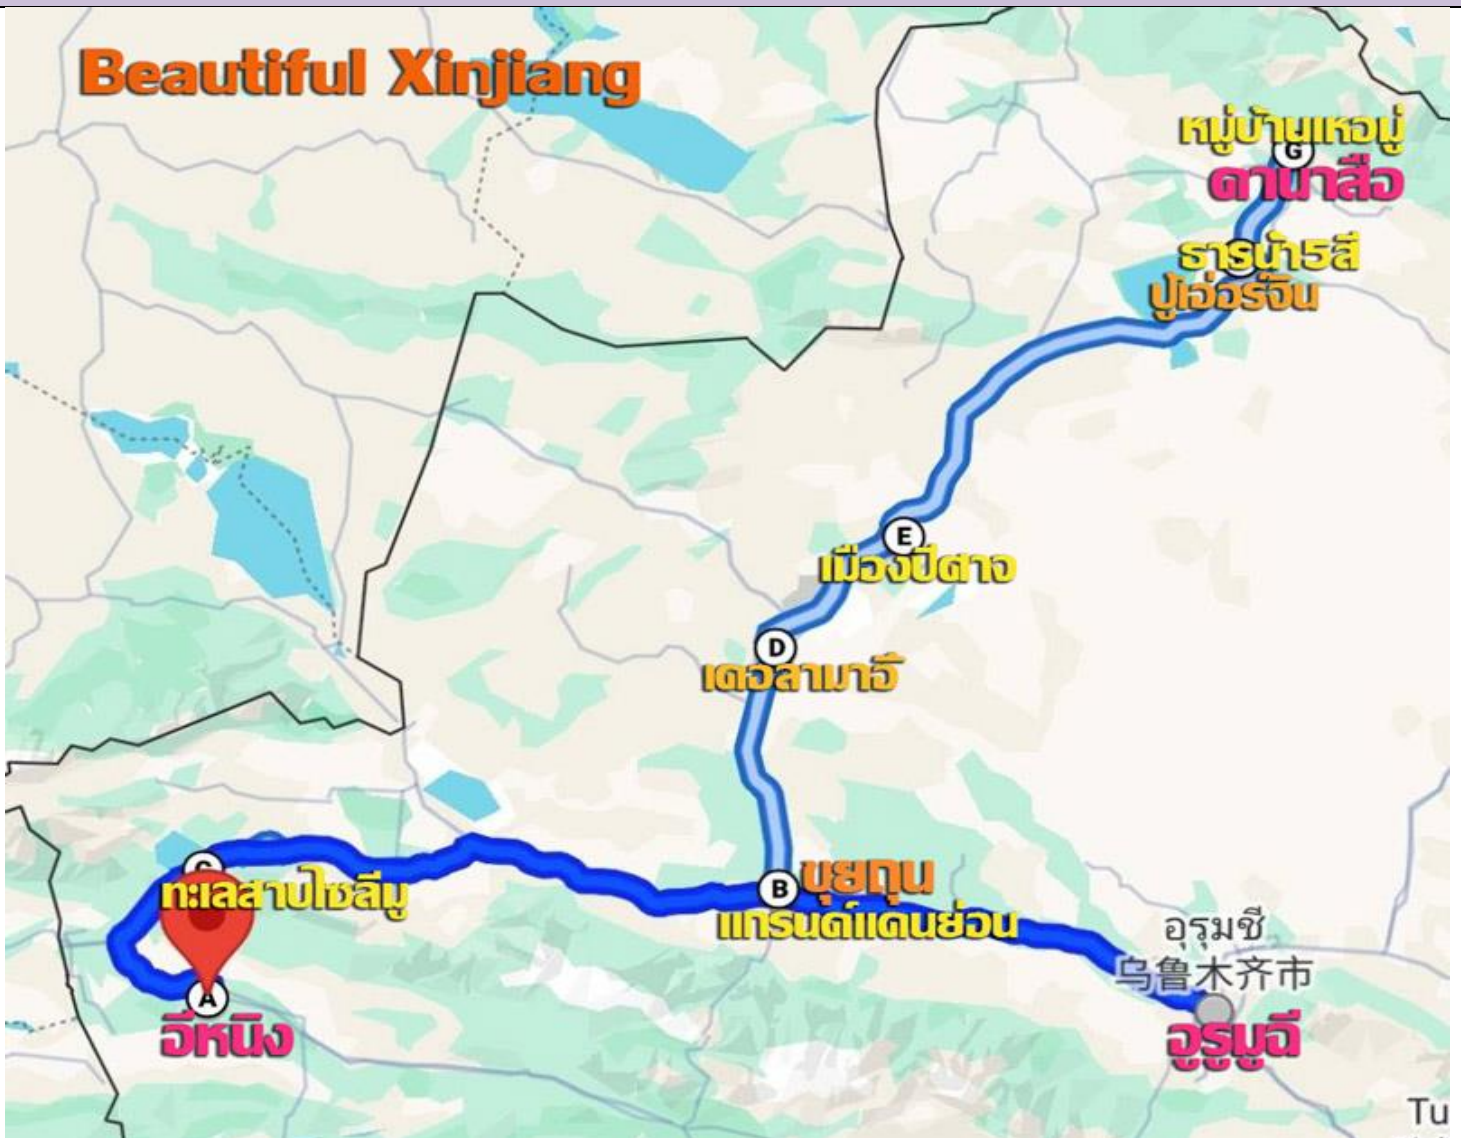 Beautiful Xinjiang
หมู่บ้านเหอมู่
G
คานาสือ
ธารน้ำ5สี
ปู้เอ่อร์จิน
E
เมืองปีศาจ
D
เคอลามาอี
C
ทะเลสาบไซลีมู
ขุยถุน
B
แกรนด์แคนย่อน
อุรุมชี
乌鲁木齐市
A
อีหนิง
อูรูมูฉี
Tu